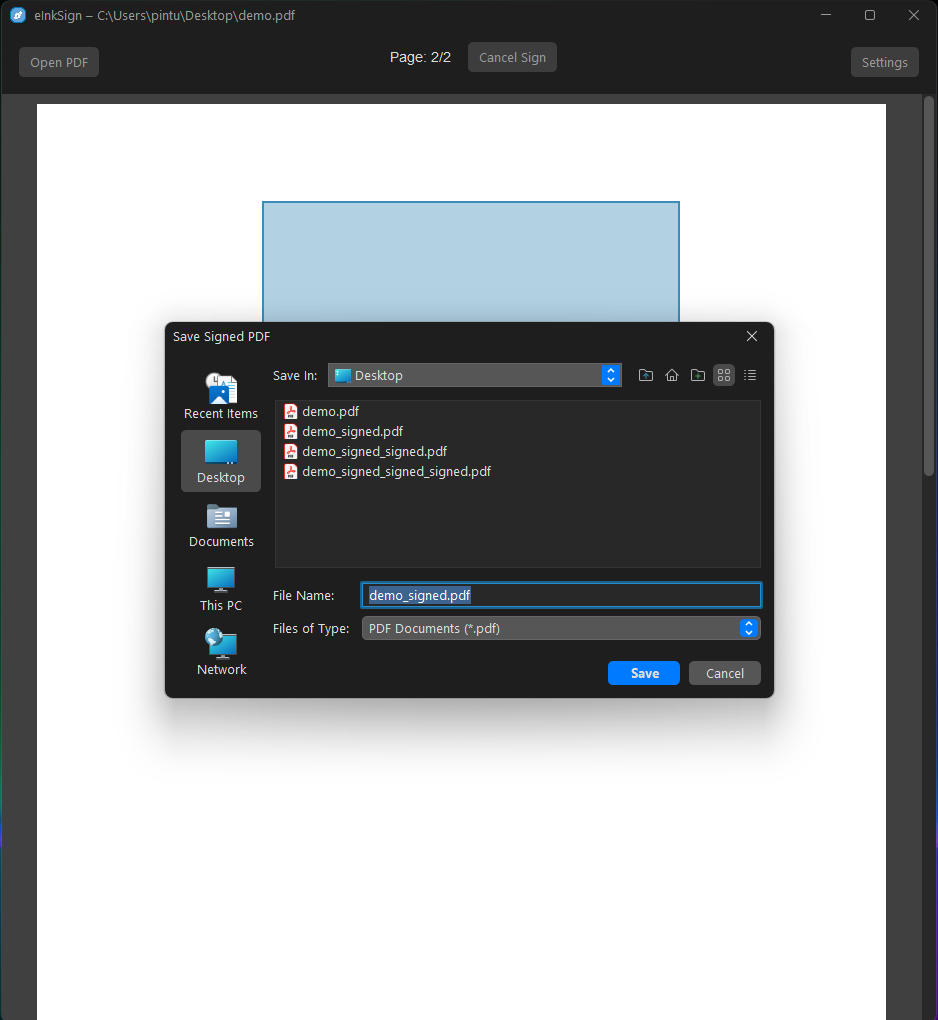 eInkSign – C:\Users\pintu\Desktop\demo.pdf
Open PDF
Page: 2/2
Cancel Sign
Settings
Save Signed PDF
Save In:
Desktop
Recent Items
Desktop
Documents
This PC
Network
demo.pdf
demo_signed.pdf
demo_signed_signed.pdf
demo_signed_signed_signed.pdf
File Name:
demo_signed.pdf
Files of Type:
PDF Documents (*.pdf)
Save
Cancel